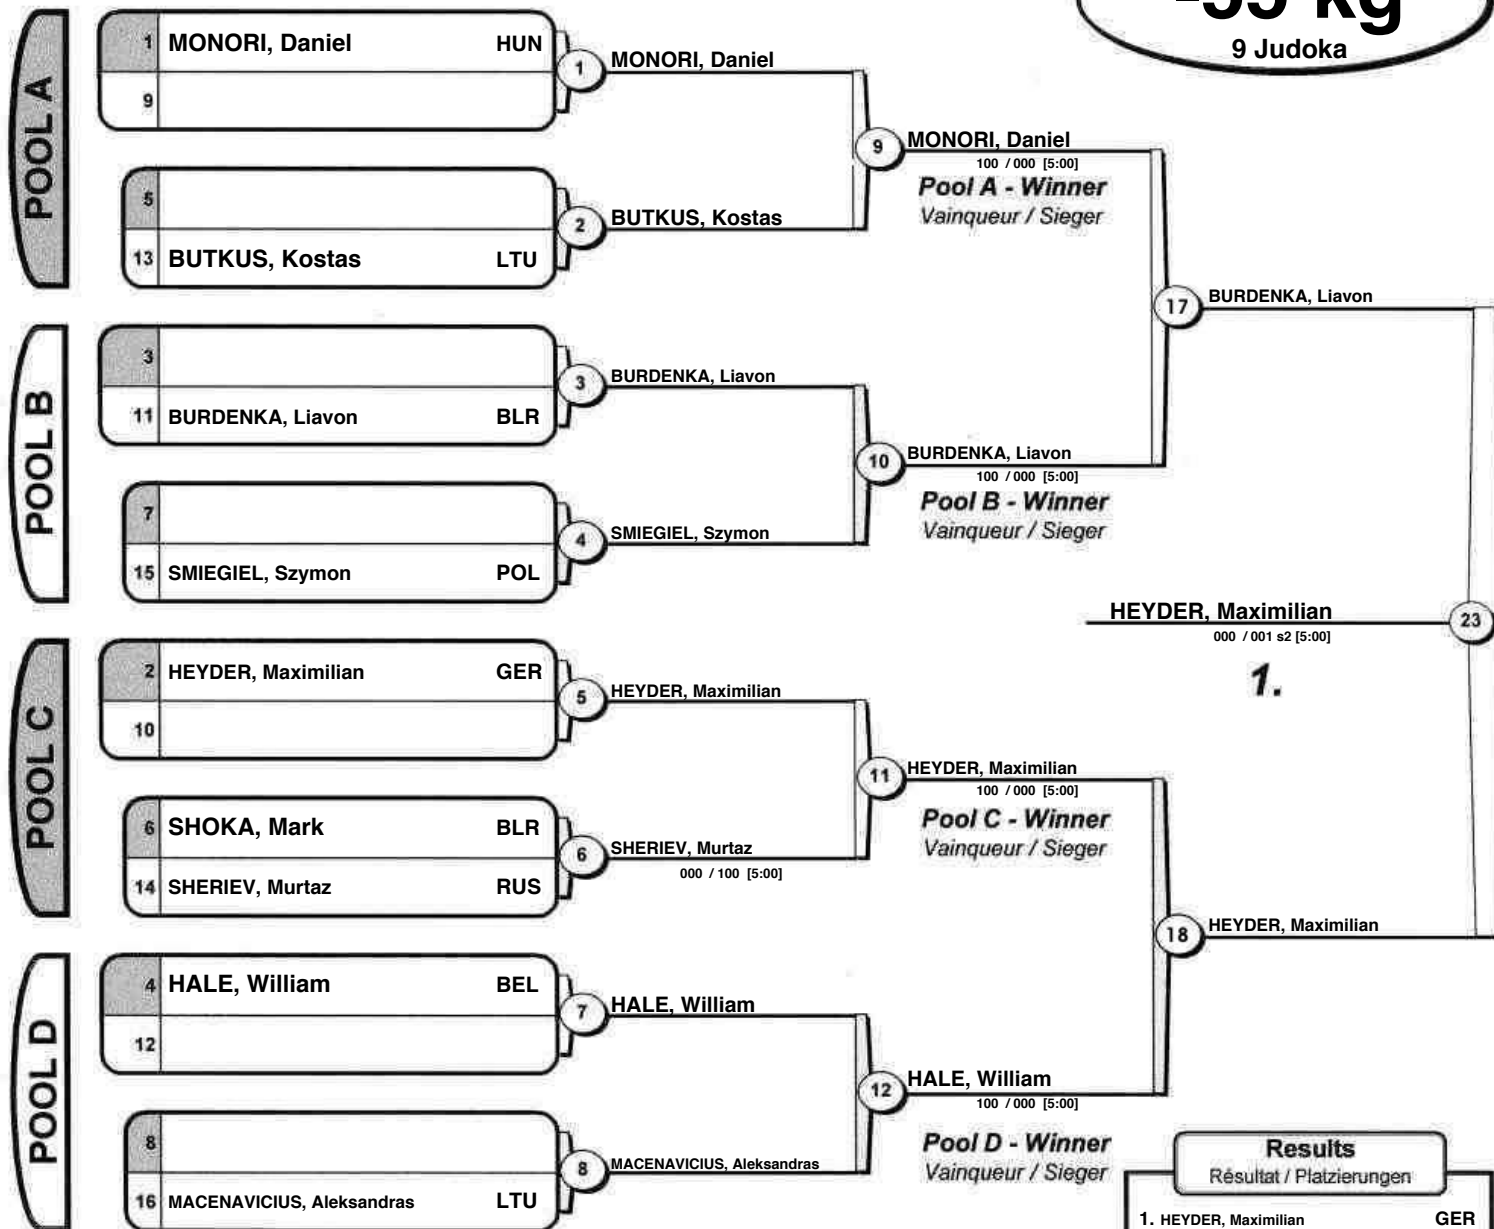 -55 kg
9 Judoka
POOL A
1 MONORI, Daniel HUN
9
1 MONORI, Daniel
5
13 BUTKUS, Kostas LTU
2 BUTKUS, Kostas
9 MONORI, Daniel
100 / 000 [5:00]
Pool A - Winner
Vainqueur / Sieger
POOL B
3
11 BURDENKA, Liavon BLR
3 BURDENKA, Liavon
7
15 SMIEGIEL, Szymon POL
4 SMIEGIEL, Szymon
10 BURDENKA, Liavon
100 / 000 [5:00]
Pool B - Winner
Vainqueur / Sieger
17 BURDENKA, Liavon
HEYDER, Maximilian 23
000 / 001 s2 [5:00]
1.
POOL C
2 HEYDER, Maximilian GER
10
5 HEYDER, Maximilian
6 SHOKA, Mark BLR
14 SHERIEV, Murtaz RUS
6 SHERIEV, Murtaz
000 / 100 [5:00]
11 HEYDER, Maximilian
100 / 000 [5:00]
Pool C - Winner
Vainqueur / Sieger
18 HEYDER, Maximilian
POOL D
4 HALE, William BEL
12
7 HALE, William
8
16 MACENAVICIUS, Aleksandras LTU
8 MACENAVICIUS, Aleksandras
12 HALE, William
100 / 000 [5:00]
Pool D - Winner
Vainqueur / Sieger
Results
Résultat / Platzierungen
1. HEYDER, Maximilian GER